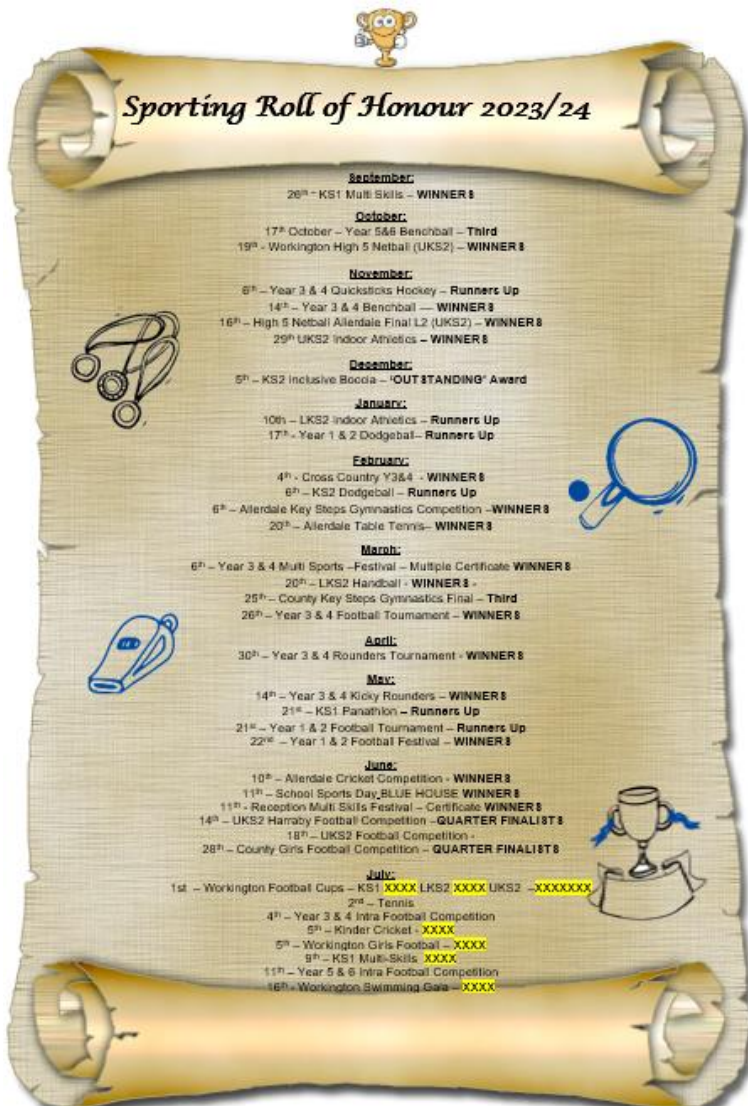 Sporting Roll of Honour 2023/24
September:
26th – KS1 Multi Skills – WINNERS
October:
17th October – Year 5&6 Benchball – Third
19th - Workington High 5 Netball (UKS2) – WINNERS
November:
6th – Year 3 & 4 Quicksticks Hockey – Runners Up
14th – Year 3 & 4 Benchball –– WINNERS
16th – High 5 Netball Allerdale Final L2 (UKS2) – WINNERS
29th UKS2 Indoor Athletics – WINNERS
December:
5th – KS2 Inclusive Boccia – 'OUTSTANDING' Award
January:
10th – LKS2 Indoor Athletics – Runners Up
17th - Year 1 & 2 Dodgeball– Runners Up
February:
4th - Cross Country Y3&4 - WINNERS
6th – KS2 Dodgeball – Runners Up
6th – Allerdale Key Steps Gymnastics Competition –WINNERS
20th – Allerdale Table Tennis– WINNERS
March:
6th – Year 3 & 4 Multi Sports –Festival – Multiple Certificate WINNERS
20th – LKS2 Handball - WINNERS -
25th – County Key Steps Gymnastics Final – Third
26th – Year 3 & 4 Football Tournament – WINNERS
April:
30th – Year 3 & 4 Rounders Tournament - WINNERS
May:
14th – Year 3 & 4 Kicky Rounders – WINNERS
21st – KS1 Panathlon – Runners Up
21st – Year 1 & 2 Football Tournament – Runners Up
22nd – Year 1 & 2 Football Festival – WINNERS
June:
10th – Allerdale Cricket Competition - WINNERS
11th – School Sports Day BLUE HOUSE WINNERS
11th - Reception Multi Skills Festival – Certificate WINNERS
14th – UKS2 Harraby Football Competition –QUARTER FINALISTS
18th – UKS2 Football Competition -
28th – County Girls Football Competition – QUARTER FINALISTS
July:
1st – Workington Football Cups – KS1 XXXX LKS2 XXXX UKS2 –XXXXXXX
2nd – Tennis
4th – Year 3 & 4 Intra Football Competition
5th – Kinder Cricket - XXXX
5th – Workington Girls Football – XXXX
9th – KS1 Multi-Skills XXXX
11th – Year 5 & 6 Intra Football Competition
16th - Workington Swimming Gala – XXXX